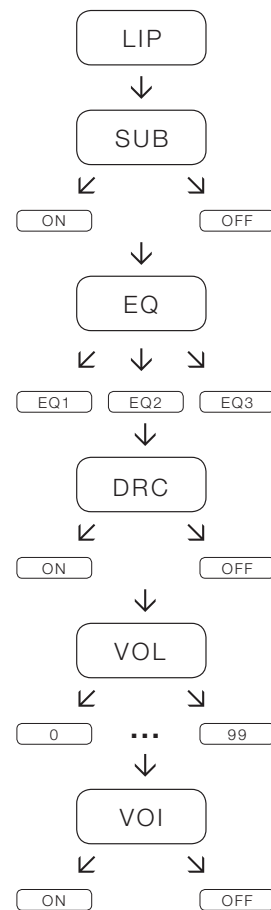 LIP
SUB
ON OFF
EQ
EQ1 EQ2 EQ3
DRC
ON OFF
VOL
0 ... 99
VOI
ON OFF